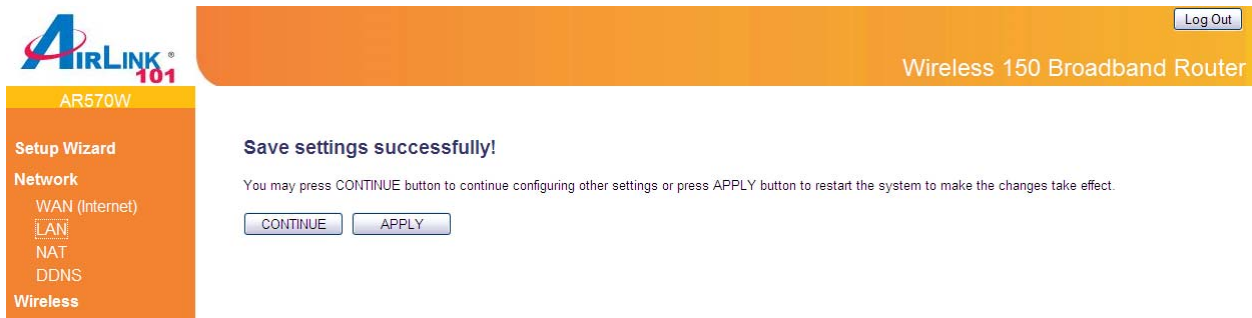 Log Out
AIRLINK®
101
Wireless 150 Broadband Router
AR570W
Setup Wizard
Network
WAN (Internet)
LAN
NAT
DDNS
Wireless
Save settings successfully!
You may press CONTINUE button to continue configuring other settings or press APPLY button to restart the system to make the changes take effect.
CONTINUE APPLY